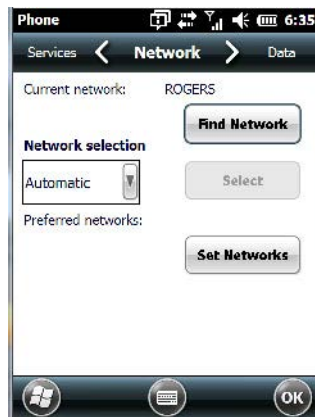 Phone 6:35
Services Network Data
Current network: ROGERS
Find Network
Network selection
Automatic Select
Preferred networks:
Set Networks
OK